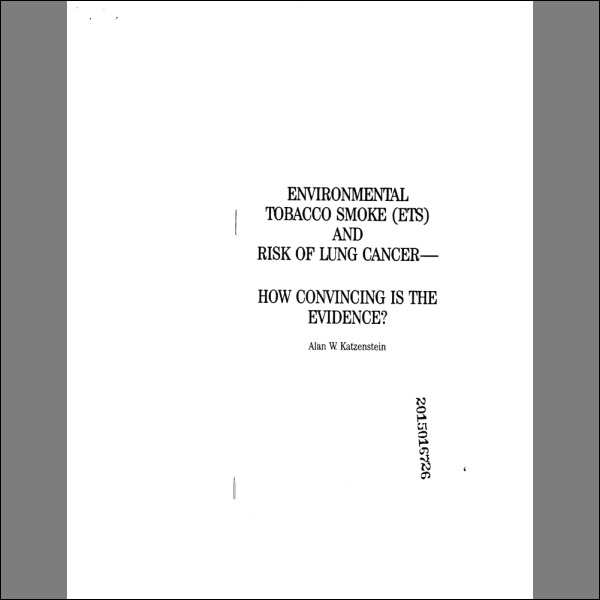 ENVIRONMENTAL
TOBACCO SMOKE (ETS)
AND
RISK OF LUNG CANCER—
HOW CONVINCING IS THE
EVIDENCE?
Alan W. Katzenstein
2015016726